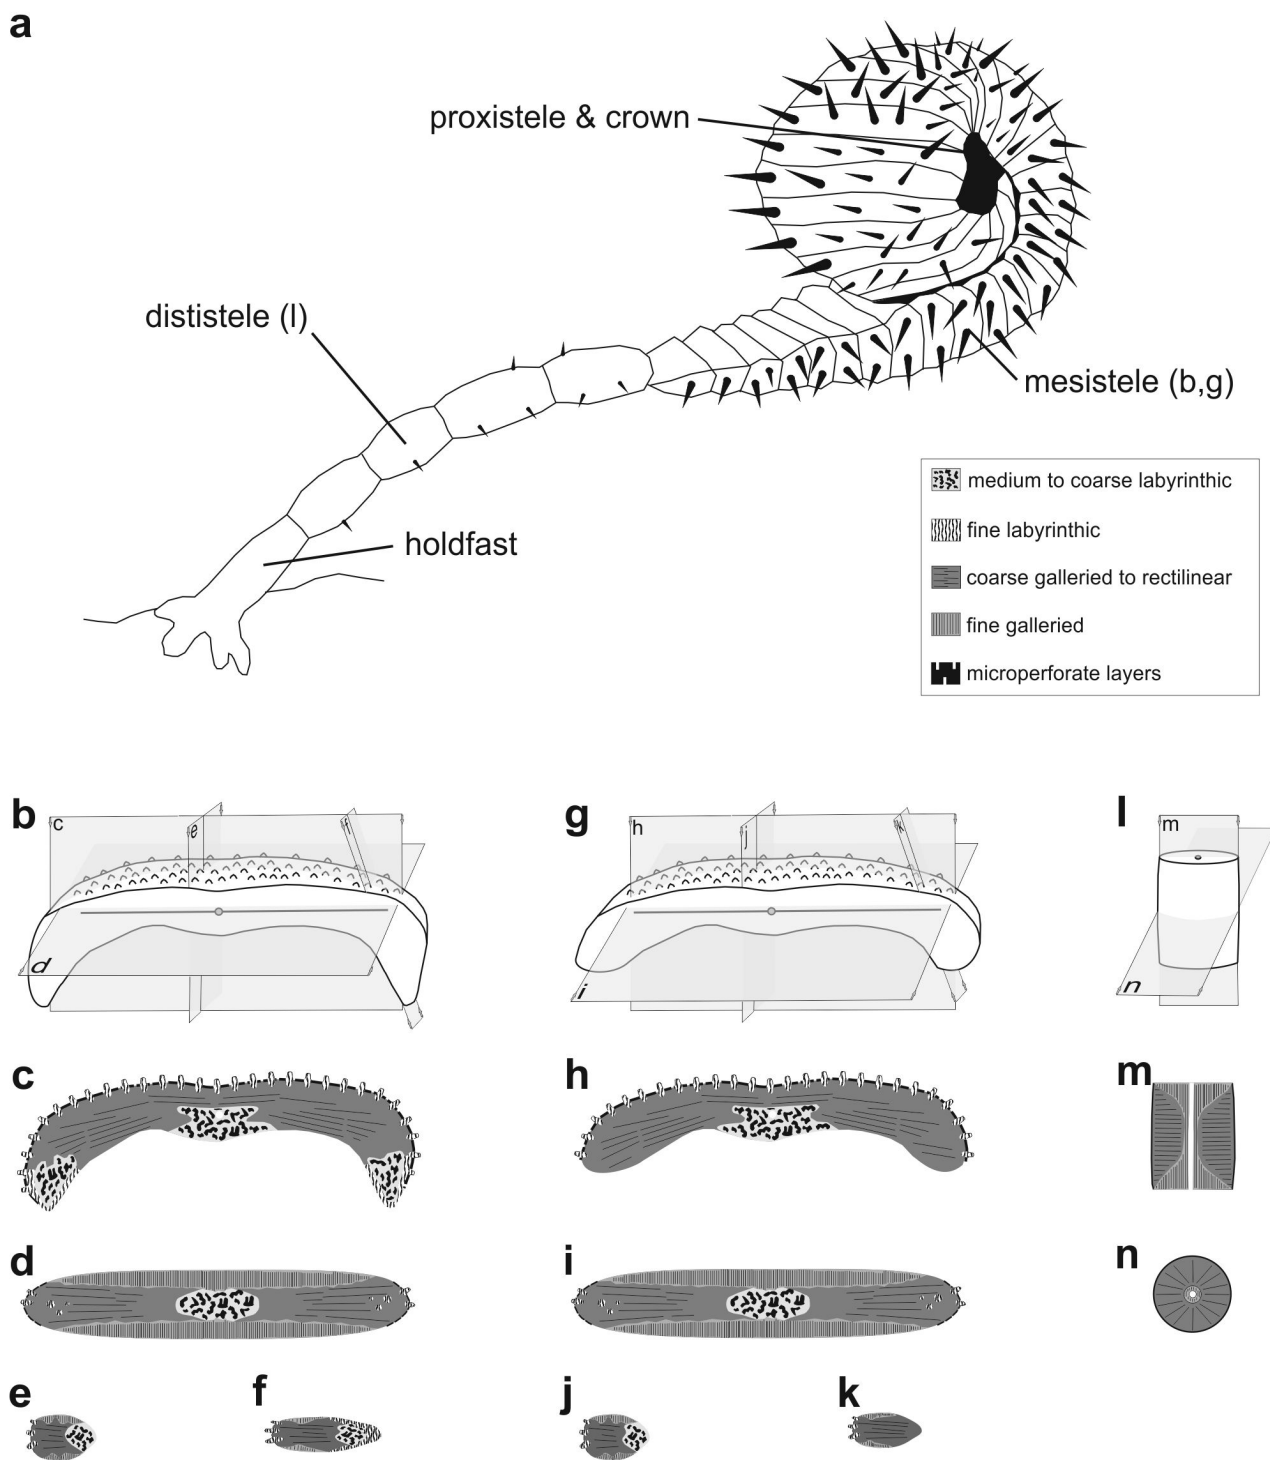 a
proxistele & crown
dististele (l)
mesistele (b,g)
holdfast
medium to coarse labyrinthic
fine labyrinthic
coarse galleried to rectilinear
fine galleried
microperforate layers
b
c
e
f
d
g
h
j
k
i
l
m
n
c
h
m
d
i
n
e
f
j
k